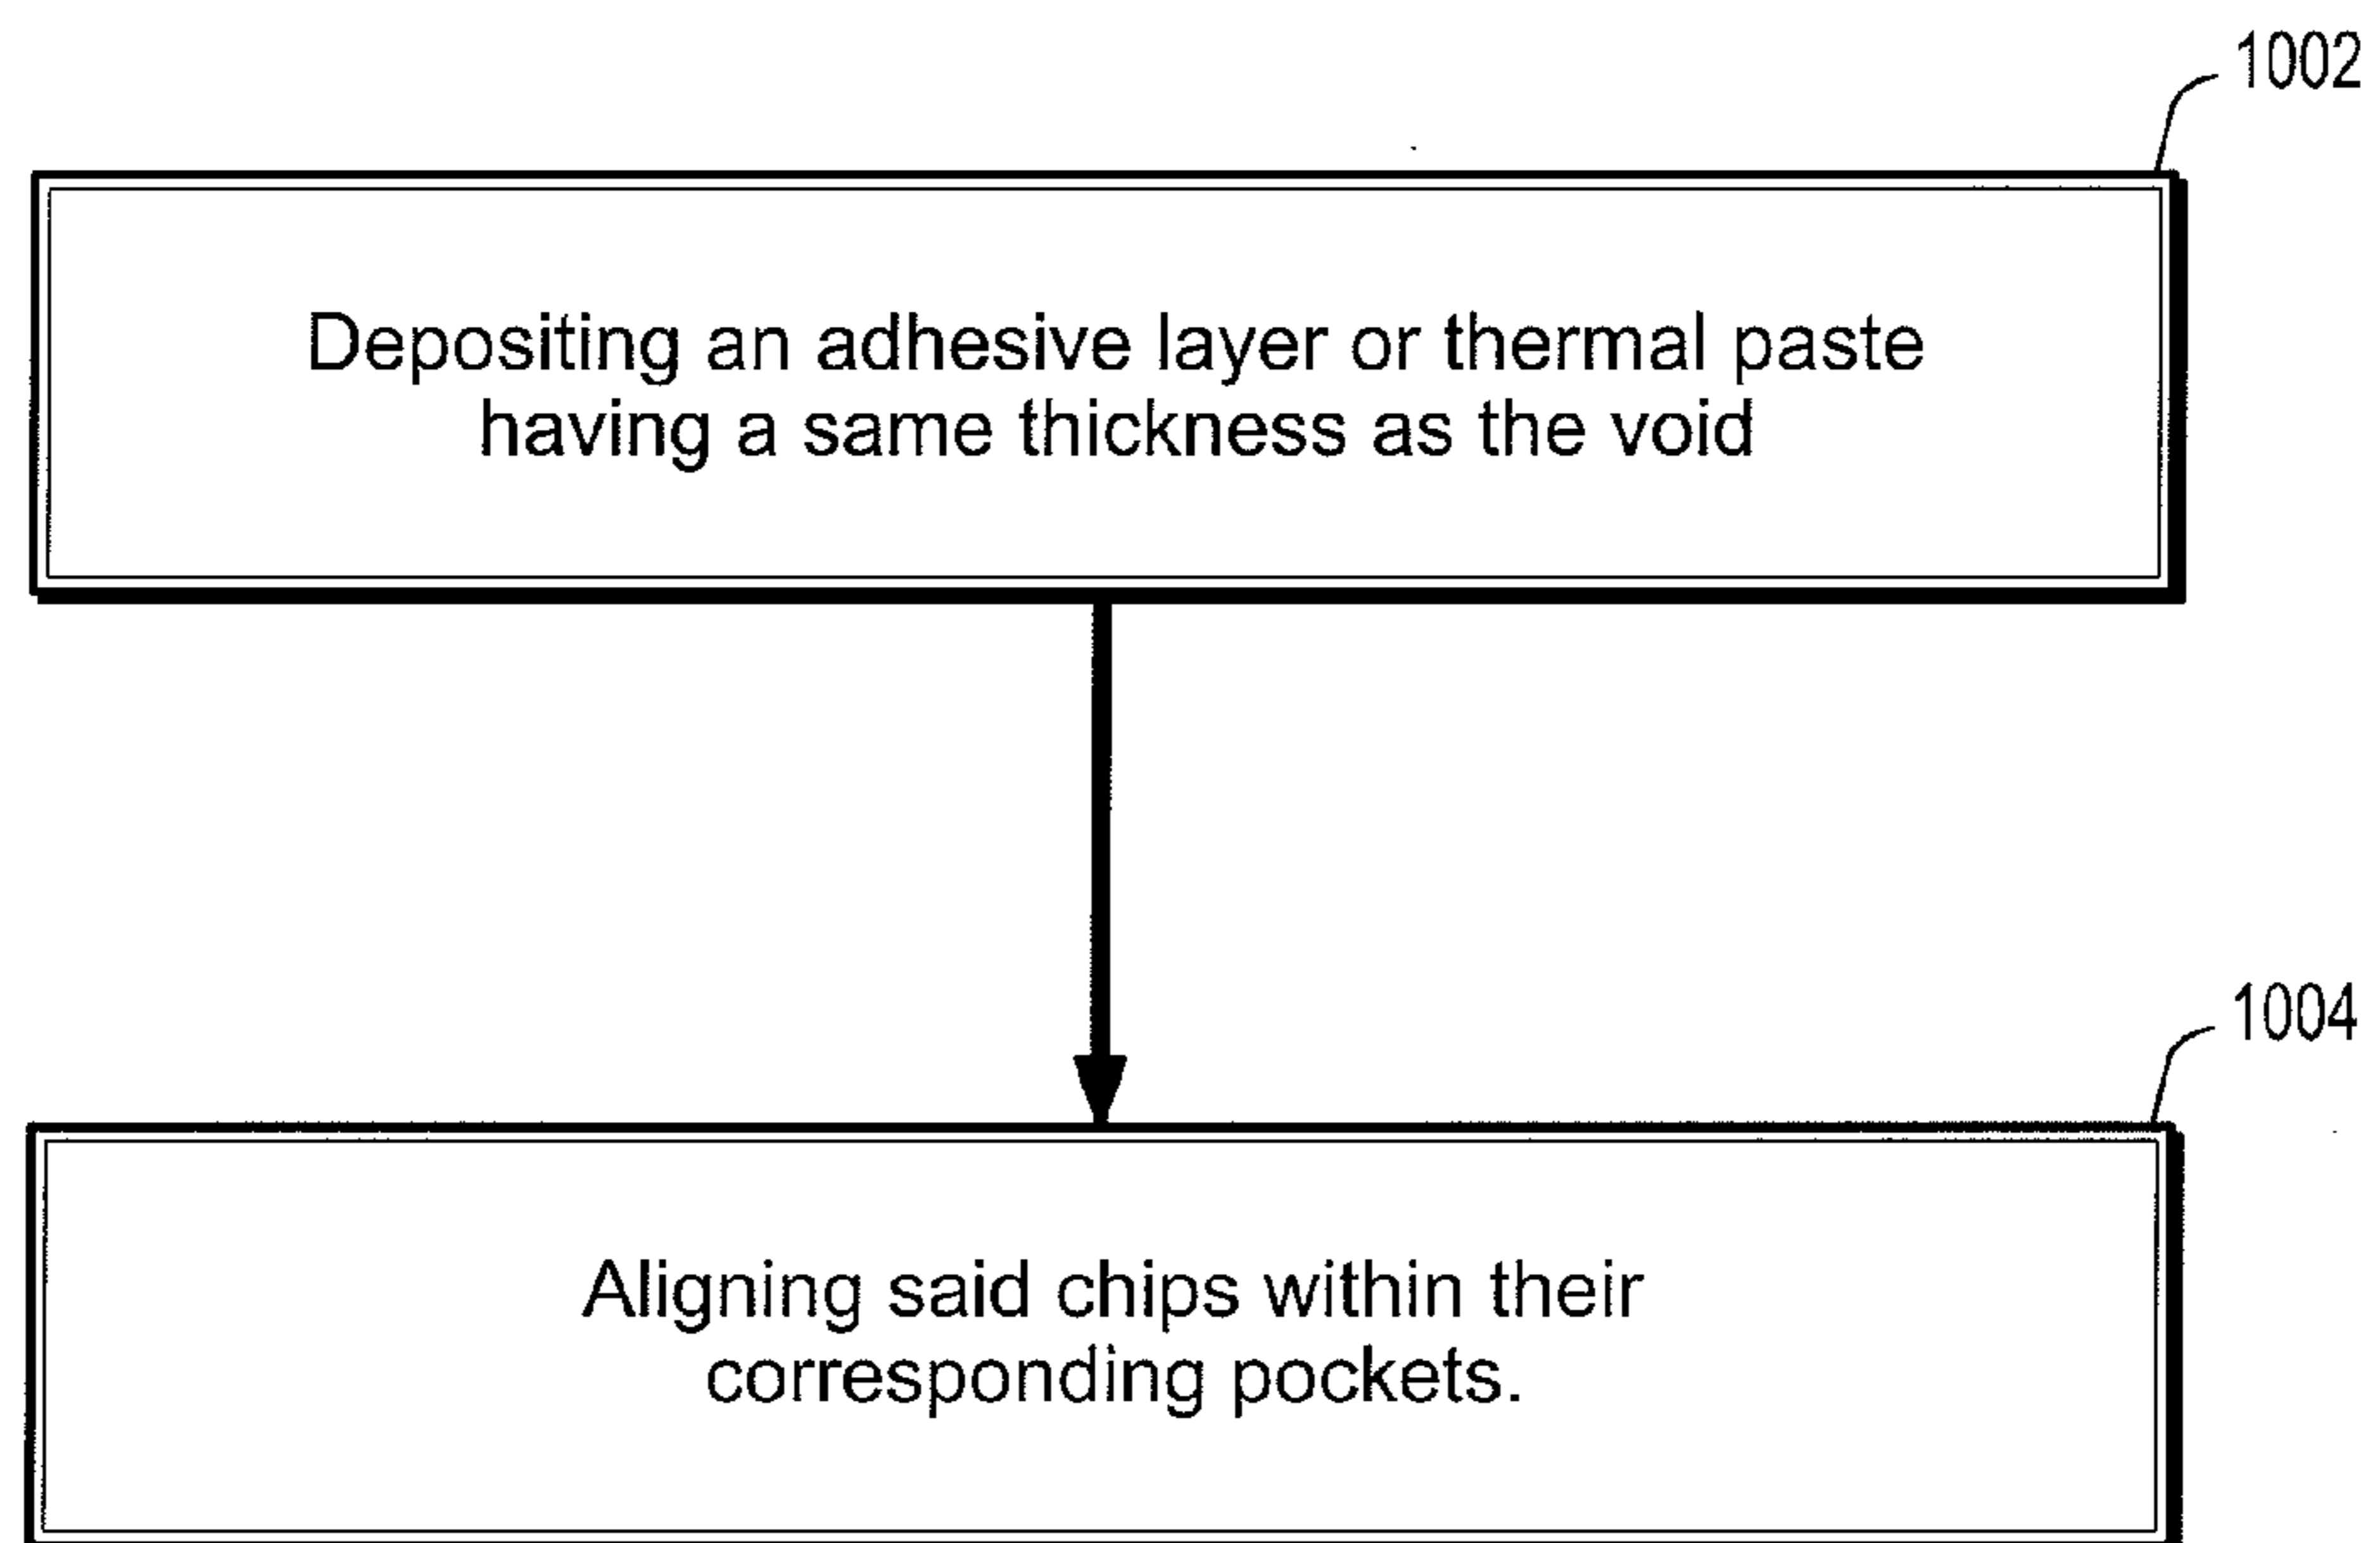 1002
Depositing an adhesive layer or thermal paste
having a same thickness as the void
1004
Aligning said chips within their
corresponding pockets.